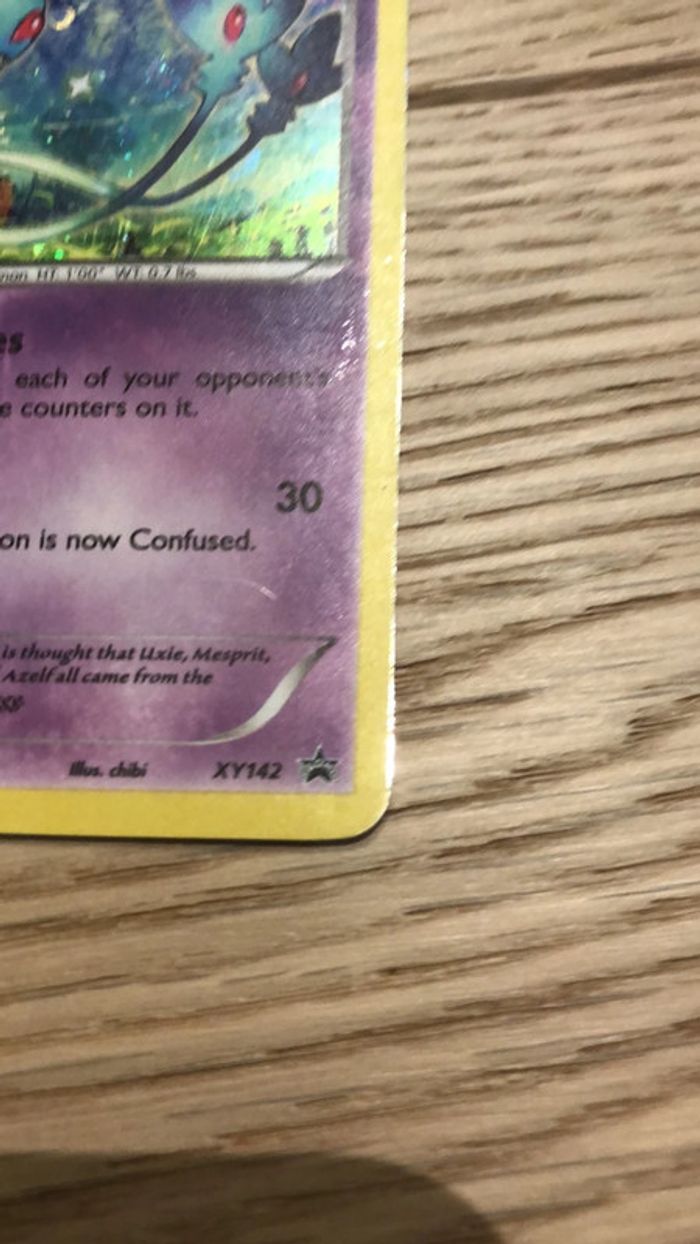 HT 1'00" WT 0.7 lbs
es
each of your opponent's
e counters on it.
30
on is now Confused.
is thought that Uxie, Mesprit,
Azelf all came from the
Illus. chibi XY142